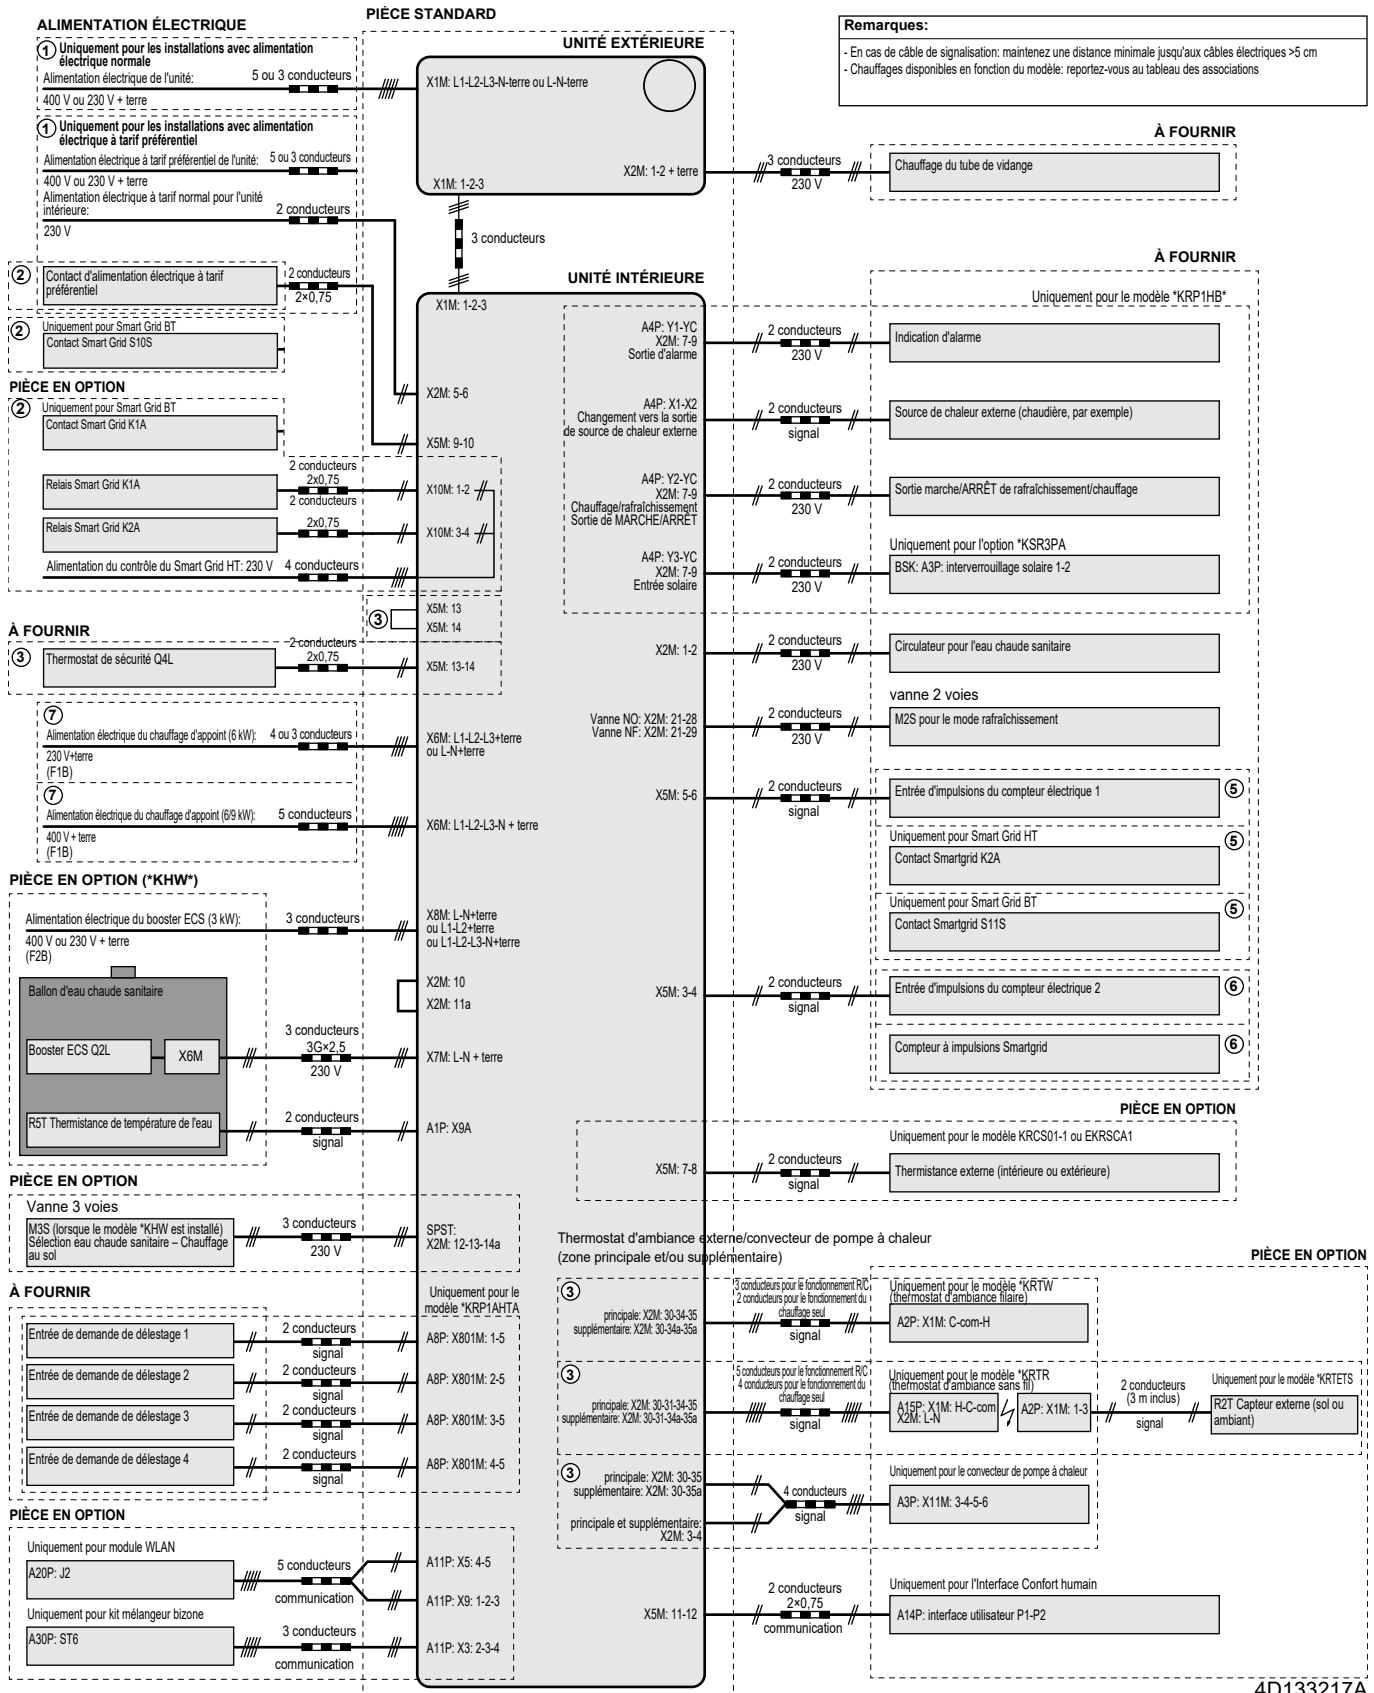 ALIMENTATION ÉLECTRIQUE
1 Uniquement pour les installations avec alimentation
électrique normale
Alimentation électrique de l'unité:
5 ou 3 conducteurs
400 V ou 230 V + terre
1 Uniquement pour les installations avec alimentation
électrique à tarif préférentiel
Alimentation électrique à tarif préférentiel de l'unité:
5 ou 3 conducteurs
400 V ou 230 V + terre
Alimentation électrique à tarif normal pour l'unité
intérieure:
2 conducteurs
230 V
2
Contact d'alimentation électrique à tarif
préférentiel
2 conducteurs
2×0,75
2
Uniquement pour Smart Grid BT
Contact Smart Grid S10S
PIÈCE EN OPTION
2
Uniquement pour Smart Grid BT
Contact Smart Grid K1A
Relais Smart Grid K1A
2 conducteurs
2x0,75
Relais Smart Grid K2A
2 conducteurs
2x0,75
Alimentation du contrôle du Smart Grid HT: 230 V
4 conducteurs
À FOURNIR
3
Thermostat de sécurité Q4L
2 conducteurs
2x0,75
7
Alimentation électrique du chauffage d'appoint (6 kW):
4 ou 3 conducteurs
230 V+terre
(F1B)
7
Alimentation électrique du chauffage d'appoint (6/9 kW):
5 conducteurs
400 V + terre
(F1B)
PIÈCE EN OPTION (*KHW*)
Alimentation électrique du booster ECS (3 kW):
3 conducteurs
400 V ou 230 V + terre
(F2B)
Ballon d'eau chaude sanitaire
Booster ECS Q2L
X6M
3 conducteurs
3G×2,5
230 V
R5T Thermistance de température de l'eau
2 conducteurs
signal
PIÈCE EN OPTION
Vanne 3 voies
M3S (lorsque le modèle *KHW est installé)
Sélection eau chaude sanitaire – Chauffage
au sol
3 conducteurs
230 V
À FOURNIR
Entrée de demande de délestage 1
2 conducteurs
signal
Entrée de demande de délestage 2
2 conducteurs
signal
Entrée de demande de délestage 3
2 conducteurs
signal
Entrée de demande de délestage 4
2 conducteurs
signal
PIÈCE EN OPTION
Uniquement pour module WLAN
A20P: J2
5 conducteurs
communication
Uniquement pour kit mélangeur bizone
A30P: ST6
3 conducteurs
communication
PIÈCE STANDARD
UNITÉ EXTÉRIEURE
X1M: L1-L2-L3-N-terre ou L-N-terre
X2M: 1-2 + terre
X1M: 1-2-3
3 conducteurs
UNITÉ INTÉRIEURE
X1M: 1-2-3
X2M: 5-6
X5M: 9-10
X10M: 1-2
X10M: 3-4
3
X5M: 13
X5M: 14
X5M: 13-14
X6M: L1-L2-L3+terre
ou L-N+terre
X6M: L1-L2-L3-N + terre
X8M: L-N+terre
ou L1-L2+terre
ou L1-L2-L3-N+terre
X2M: 10
X2M: 11a
X7M: L-N + terre
A1P: X9A
SPST:
X2M: 12-13-14a
Uniquement pour le
modèle *KRP1AHTA
A8P: X801M: 1-5
A8P: X801M: 2-5
A8P: X801M: 3-5
A8P: X801M: 4-5
A11P: X5: 4-5
A11P: X9: 1-2-3
A11P: X3: 2-3-4
A4P: Y1-YC
X2M: 7-9
Sortie d'alarme
A4P: X1-X2
Changement vers la sortie
de source de chaleur externe
A4P: Y2-YC
X2M: 7-9
Chauffage/rafraîchissement
Sortie de MARCHE/ARRÊT
A4P: Y3-YC
X2M: 7-9
Entrée solaire
X2M: 1-2
Vanne NO: X2M: 21-28
Vanne NF: X2M: 21-29
X5M: 5-6
X5M: 3-4
X5M: 7-8
Thermostat d'ambiance externe/convecteur de pompe à chaleur
(zone principale et/ou supplémentaire)
3
principale: X2M: 30-34-35
supplémentaire: X2M: 30-34a-35a
3
principale: X2M: 30-31-34-35
supplémentaire: X2M: 30-31-34a-35a
3
principale: X2M: 30-35
supplémentaire: X2M: 30-35a
principale et supplémentaire:
X2M: 3-4
X5M: 11-12
Remarques:
- En cas de câble de signalisation: maintenez une distance minimale jusqu'aux câbles électriques >5 cm
- Chauffages disponibles en fonction du modèle: reportez-vous au tableau des associations
À FOURNIR
3 conducteurs
230 V
Chauffage du tube de vidange
À FOURNIR
Uniquement pour le modèle *KRP1HB*
2 conducteurs
230 V
Indication d'alarme
2 conducteurs
signal
Source de chaleur externe (chaudière, par exemple)
2 conducteurs
230 V
Sortie marche/ARRÊT de rafraîchissement/chauffage
Uniquement pour l'option *KSR3PA
2 conducteurs
230 V
BSK: A3P: interverrouillage solaire 1-2
2 conducteurs
230 V
Circulateur pour l'eau chaude sanitaire
vanne 2 voies
2 conducteurs
230 V
M2S pour le mode rafraîchissement
2 conducteurs
signal
Entrée d'impulsions du compteur électrique 1
5
Uniquement pour Smart Grid HT
Contact Smartgrid K2A
5
Uniquement pour Smart Grid BT
Contact Smartgrid S11S
5
2 conducteurs
signal
Entrée d'impulsions du compteur électrique 2
6
Compteur à impulsions Smartgrid
6
PIÈCE EN OPTION
Uniquement pour le modèle KRCS01-1 ou EKRSCA1
2 conducteurs
signal
Thermistance externe (intérieure ou extérieure)
PIÈCE EN OPTION
3 conducteurs pour le fonctionnement R/C
2 conducteurs pour le fonctionnement du
chauffage seul
signal
Uniquement pour le modèle *KRTW
(thermostat d'ambiance filaire)
A2P: X1M: C-com-H
5 conducteurs pour le fonctionnement R/C
4 conducteurs pour le fonctionnement du
chauffage seul
signal
Uniquement pour le modèle *KRTR
(thermostat d'ambiance sans fil)
A15P: X1M: H-C-com
X2M: L-N
A2P: X1M: 1-3
2 conducteurs
(3 m inclus)
signal
Uniquement pour le modèle *KRTETS
R2T Capteur externe (sol ou
ambiant)
4 conducteurs
signal
Uniquement pour le convecteur de pompe à chaleur
A3P: X11M: 3-4-5-6
2 conducteurs
2×0,75
communication
Uniquement pour l'Interface Confort humain
A14P: interface utilisateur P1-P2
4D133217A